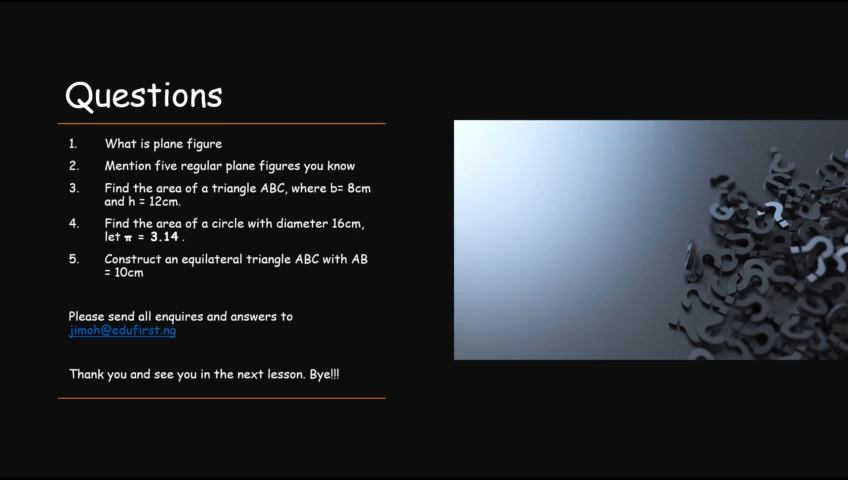 Questions
1. What is plane figure
2. Mention five regular plane figures you know
3. Find the area of a triangle ABC, where b= 8cm
and h = 12cm.
4. Find the area of a circle with diameter 16cm,
let π = 3.14 .
5. Construct an equilateral triangle ABC with AB
= 10cm
Please send all enquires and answers to
jimoh@edufirst.ng
Thank you and see you in the next lesson. Bye!!!